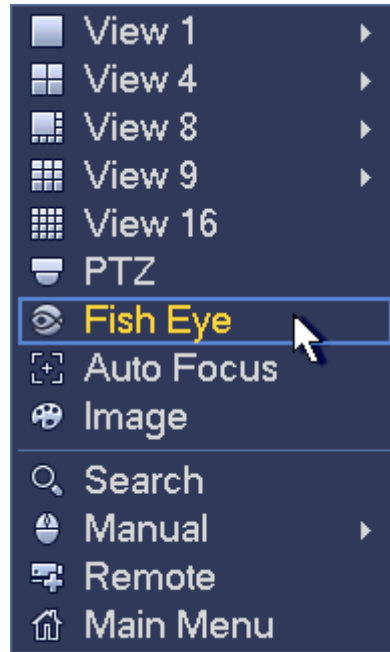 View 1
View 4
View 8
View 9
View 16
PTZ
Fish Eye
Auto Focus
Image
Search
Manual
Remote
Main Menu